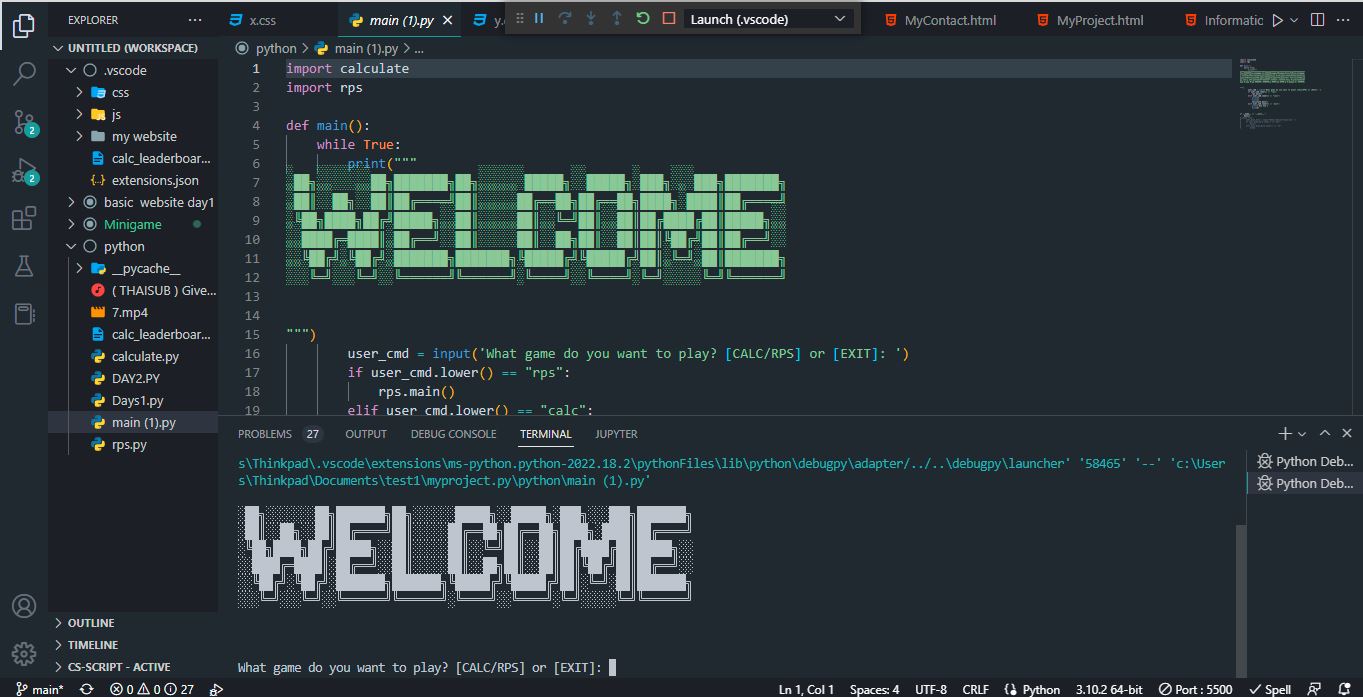 EXPLORER
x.css
main (1).py
y.
Launch (.vscode)
MyContact.html
MyProject.html
Informatic
UNTITLED (WORKSPACE)
.vscode
css
js
my website
calc_leaderboar...
extensions.json
basic website day1
Minigame
python
__pycache__
( THAISUB ) Give...
7.mp4
calc_leaderboar...
calculate.py
DAY2.PY
Days1.py
main (1).py
rps.py
OUTLINE
TIMELINE
CS-SCRIPT - ACTIVE
2
2
python > main (1).py > ...
1 import calculate
2 import rps
3
4 def main():
5 while True:
6 print("""
7
8
9
10
11
12
WELCOME
13
14
15 """)
16 user_cmd = input('What game do you want to play? [CALC/RPS] or [EXIT]: ')
17 if user_cmd.lower() == "rps":
18 rps.main()
19 elif user_cmd.lower() == "calc":
PROBLEMS 27 OUTPUT DEBUG CONSOLE TERMINAL JUPYTER
s\Thinkpad\.vscode\extensions\ms-python.python-2022.18.2\pythonFiles\lib\python\debugpy\adapter/../..\debugpy\launcher' '58465' '--' 'c:\User
s\Thinkpad\Documents\test1\myproject.py\python\main (1).py'
WELCOME
What game do you want to play? [CALC/RPS] or [EXIT]:
Python Deb...
Python Deb...
main* 0 0 27 Ln 1, Col 1 Spaces: 4 UTF-8 CRLF Python 3.10.2 64-bit Port : 5500 Spell